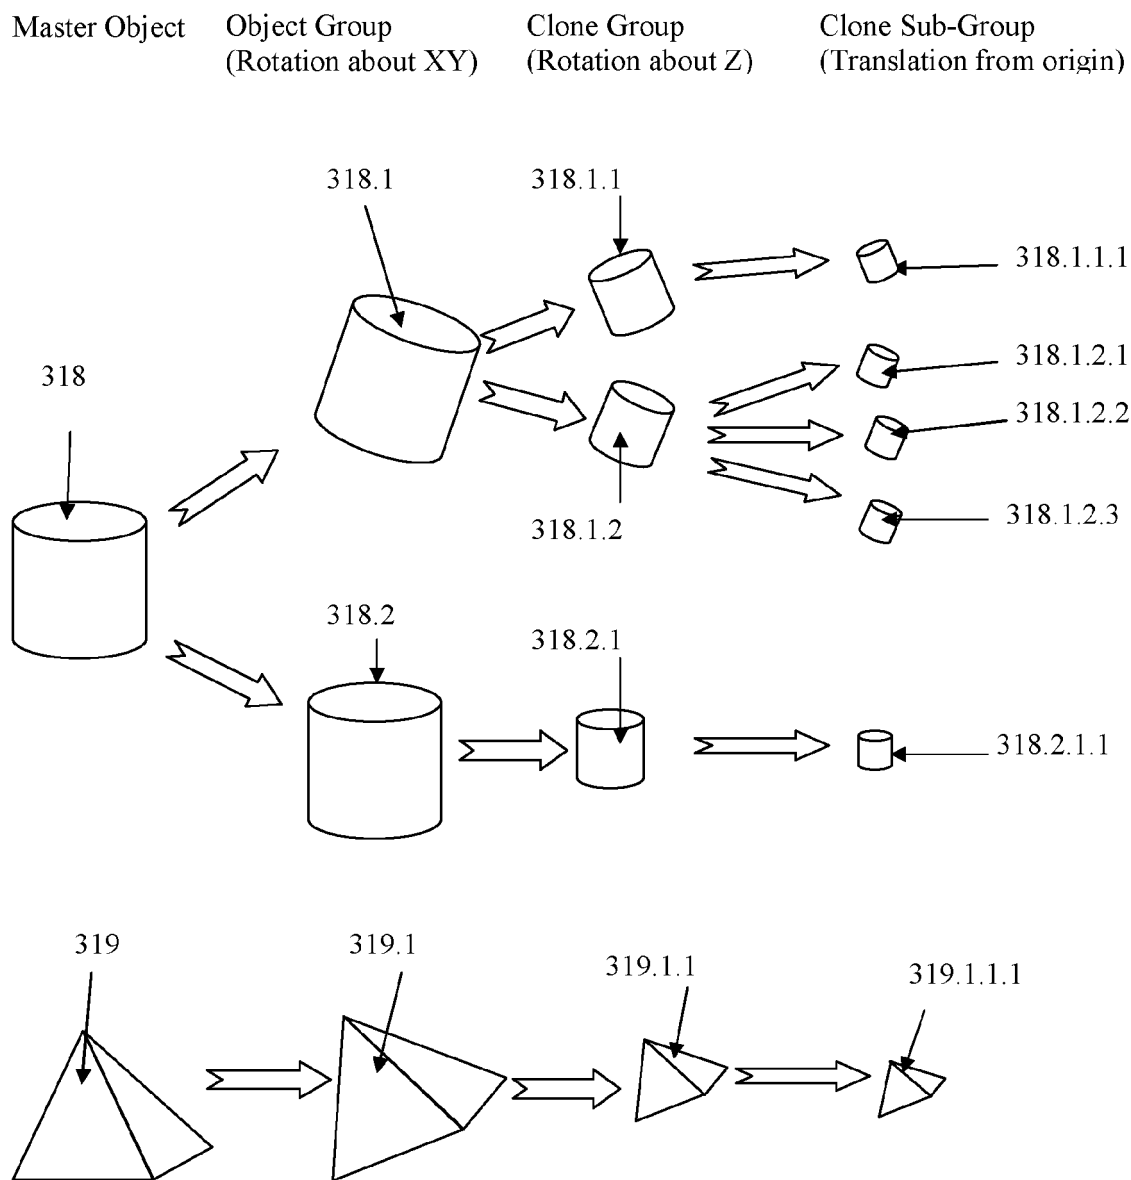 Master Object
Object Group
(Rotation about XY)
Clone Group
(Rotation about Z)
Clone Sub-Group
(Translation from origin)
318.1
318.1.1
318.1.1.1
318.1.2.1
318
318.1.2.2
318.1.2
318.1.2.3
318.2
318.2.1
318.2.1.1
319
319.1
319.1.1
319.1.1.1